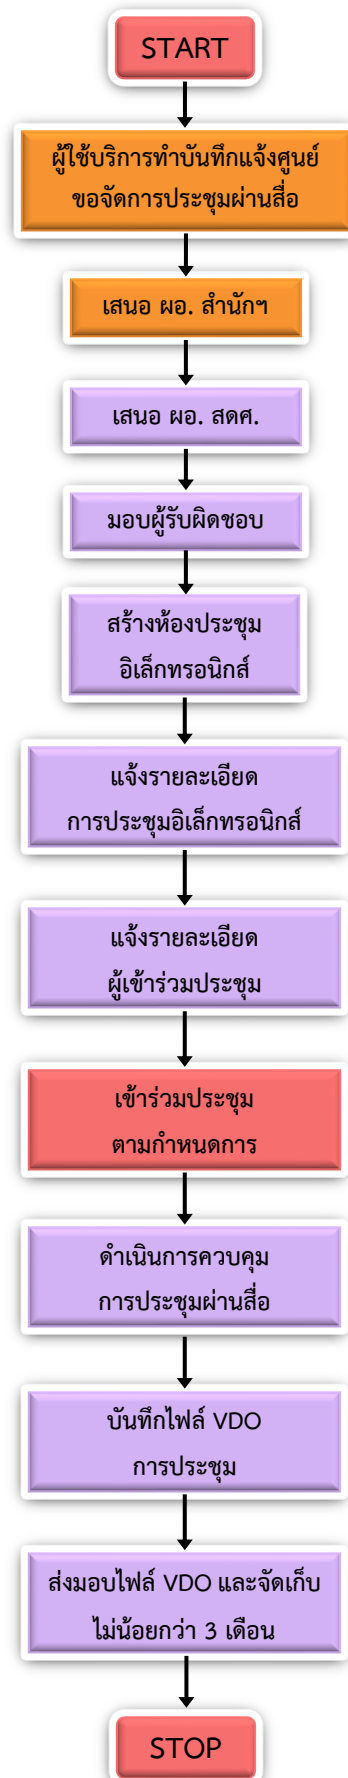 START
ผู้ใช้บริการทำบันทึกแจ้งศูนย์
ขอจัดการประชุมผ่านสื่อ
เสนอ ผอ. สำนักฯ
เสนอ ผอ. สดศ.
มอบผู้รับผิดชอบ
สร้างห้องประชุม
อิเล็กทรอนิกส์
แจ้งรายละเอียด
การประชุมอิเล็กทรอนิกส์
แจ้งรายละเอียด
ผู้เข้าร่วมประชุม
เข้าร่วมประชุม
ตามกำหนดการ
ดำเนินการควบคุม
การประชุมผ่านสื่อ
บันทึกไฟล์ VDO
การประชุม
ส่งมอบไฟล์ VDO และจัดเก็บ
ไม่น้อยกว่า 3 เดือน
STOP